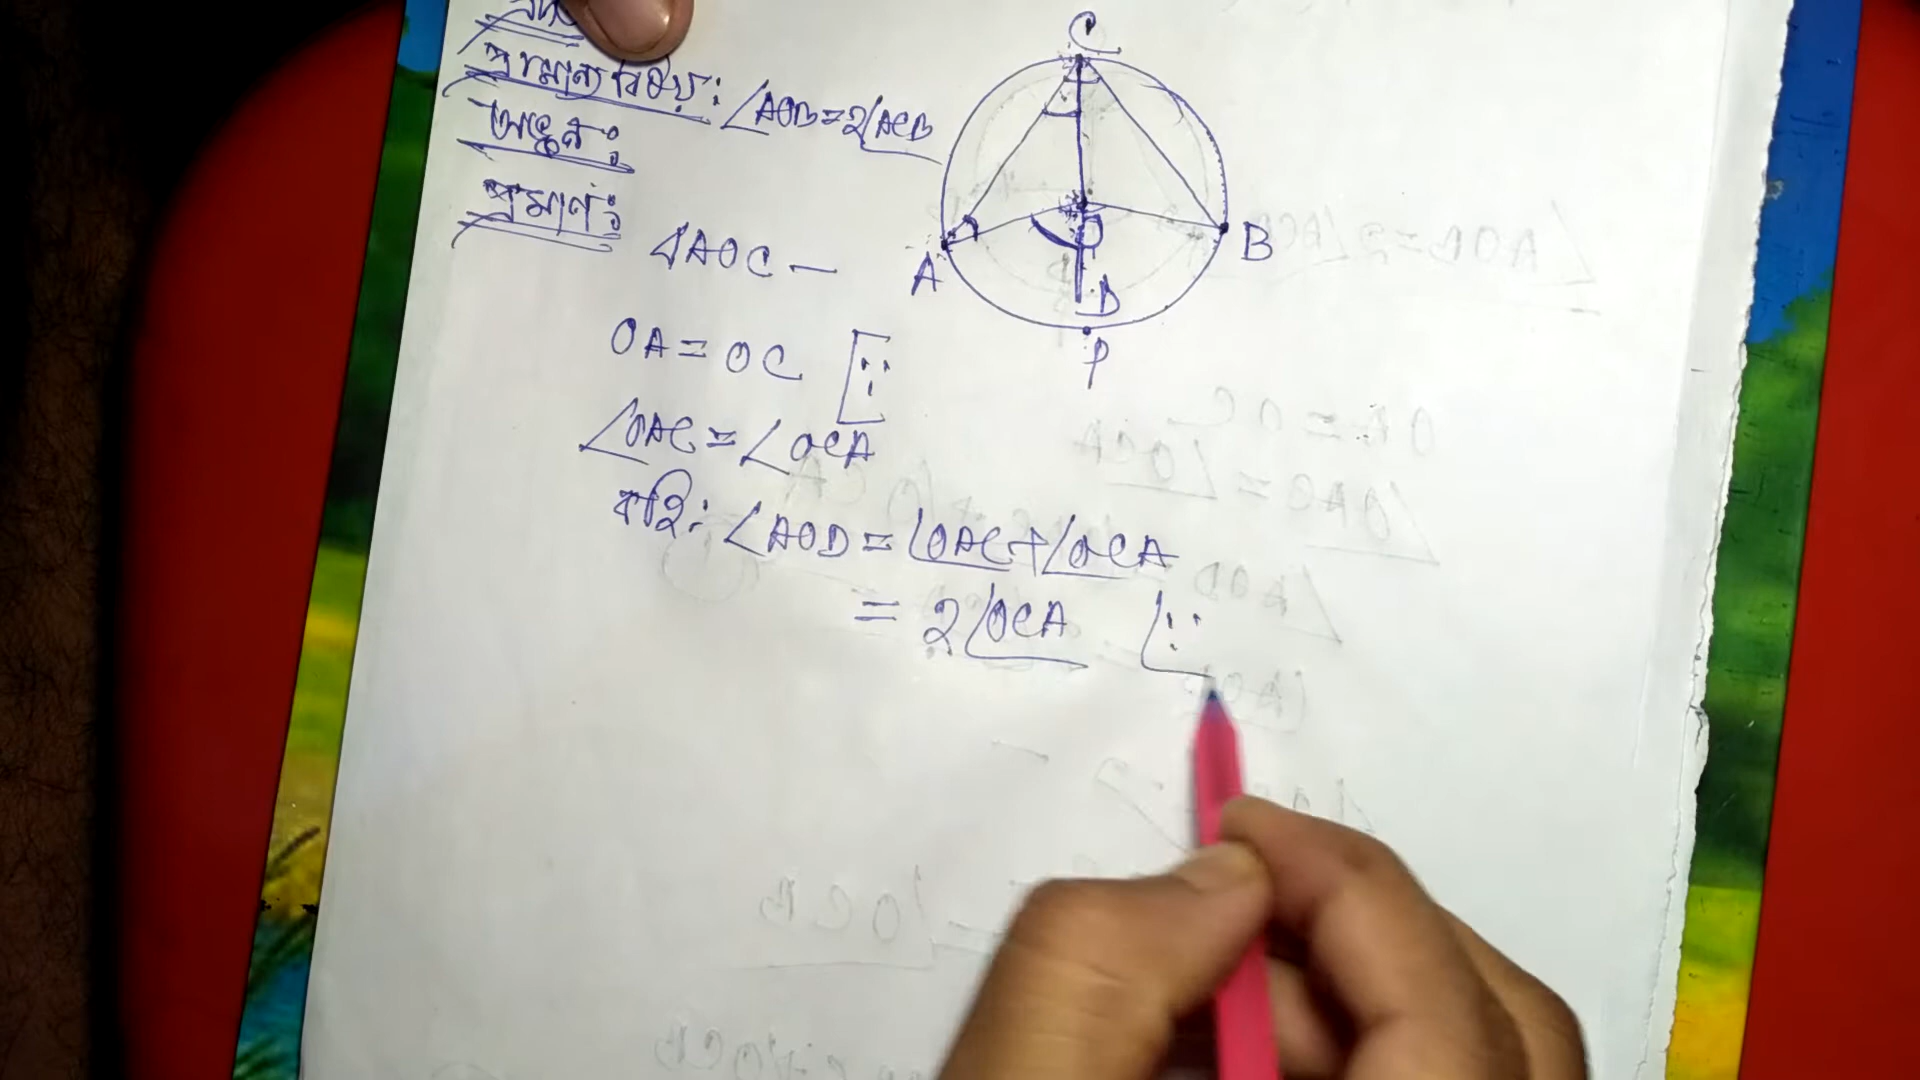 প্রমাণ্য বিষয়: ∠AOB=2∠ACB
অঙ্কন:
প্রমাণ:
∆AOC —
OA = OC [∵
∠OAC = ∠OCA
বহি: ∠AOD = ∠OAC + ∠OCA
= 2∠OCA [∵
C
O
A
B
D
P